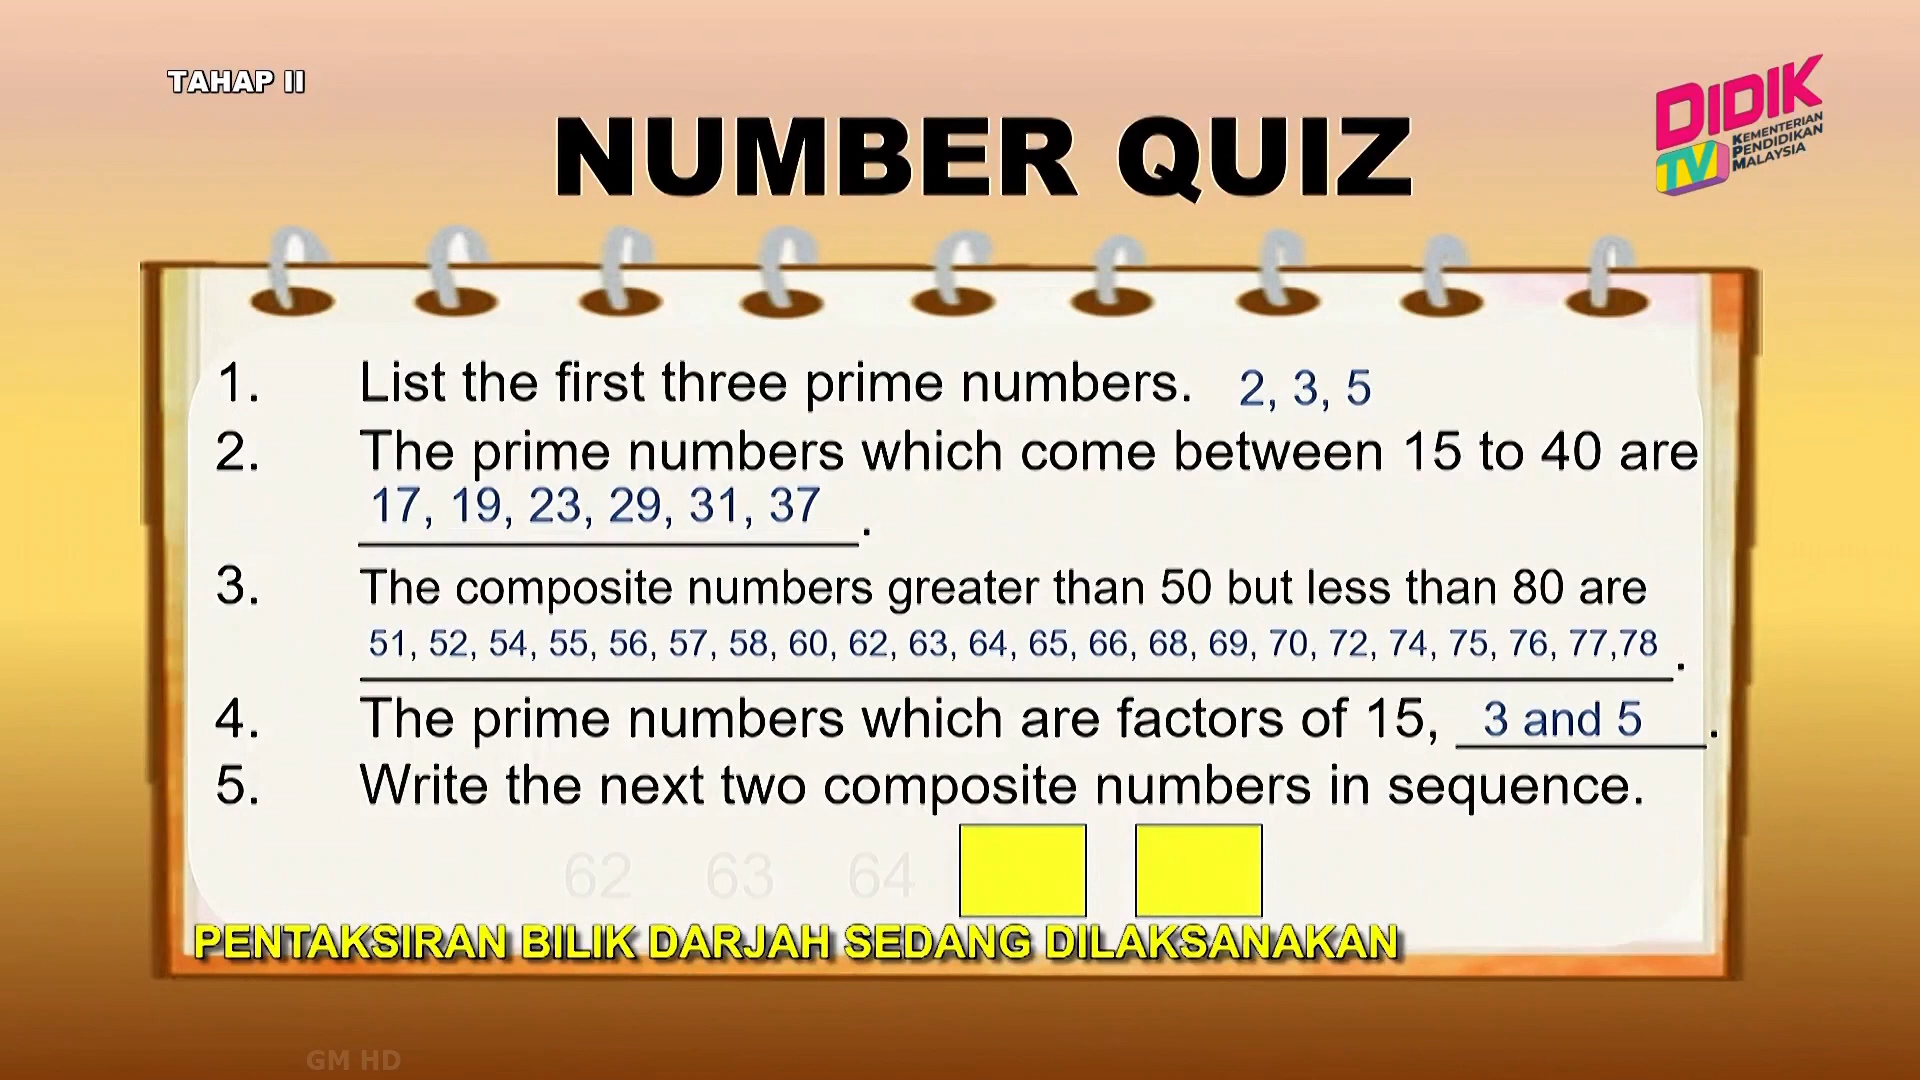 TAHAP II
DIDIK
TV
KEMENTERIAN
PENDIDIKAN
MALAYSIA
NUMBER QUIZ
1. List the first three prime numbers. 2, 3, 5
2. The prime numbers which come between 15 to 40 are
17, 19, 23, 29, 31, 37 .
3. The composite numbers greater than 50 but less than 80 are
51, 52, 54, 55, 56, 57, 58, 60, 62, 63, 64, 65, 66, 68, 69, 70, 72, 74, 75, 76, 77,78 .
4. The prime numbers which are factors of 15, 3 and 5 .
5. Write the next two composite numbers in sequence.
62 63 64
PENTAKSIRAN BILIK DARJAH SEDANG DILAKSANAKAN
GM HD